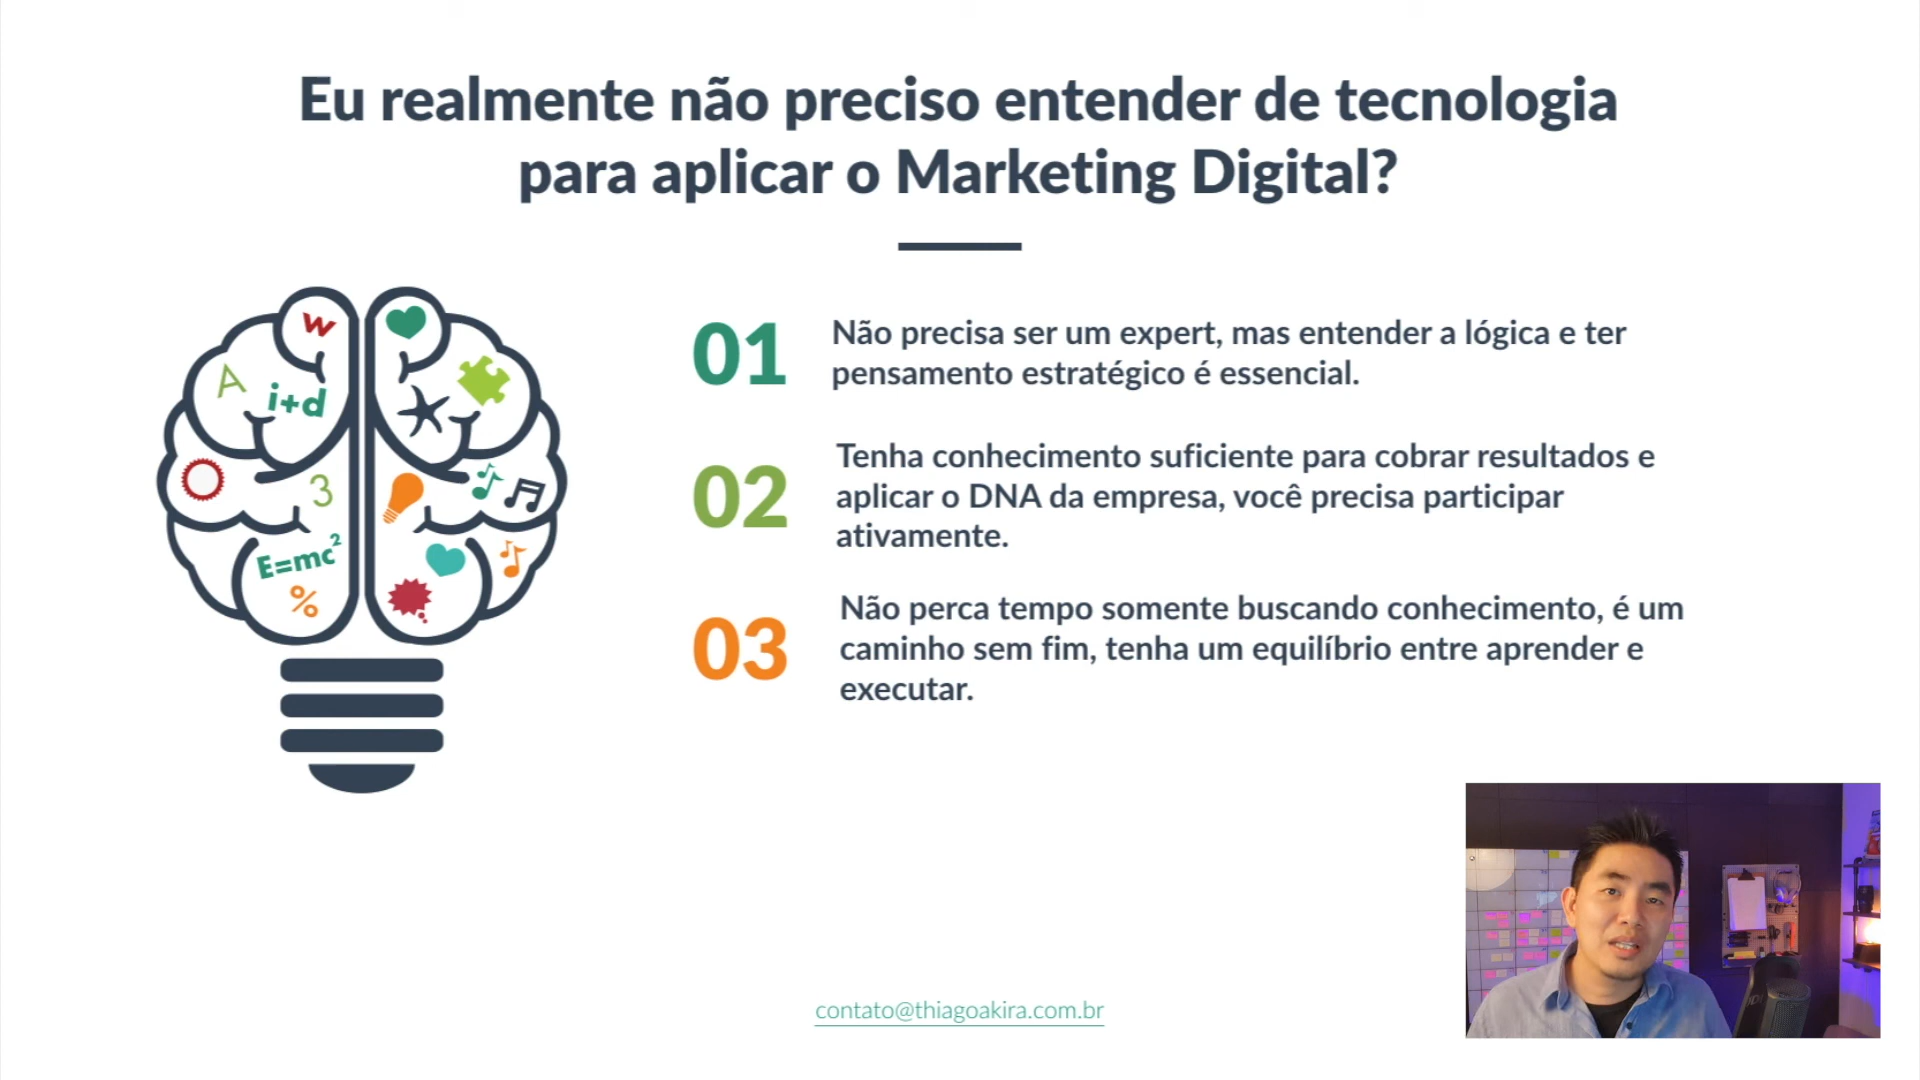 Eu realmente não preciso entender de tecnologia
para aplicar o Marketing Digital?
W
A
i+d
3
E=mc²
%
01
Não precisa ser um expert, mas entender a lógica e ter
pensamento estratégico é essencial.
02
Tenha conhecimento suficiente para cobrar resultados e
aplicar o DNA da empresa, você precisa participar
ativamente.
03
Não perca tempo somente buscando conhecimento, é um
caminho sem fim, tenha um equilíbrio entre aprender e
executar.
contato@thiagoakira.com.br